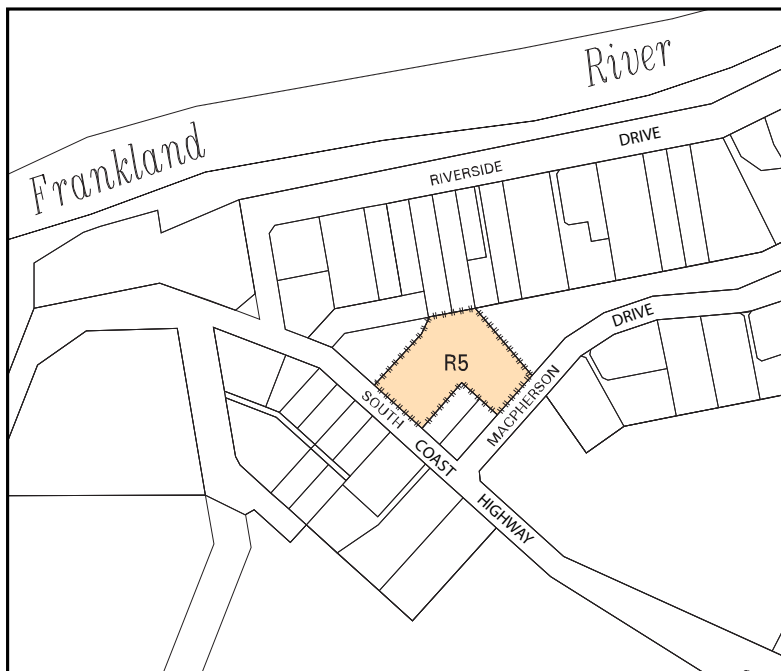 Frankland River
RIVERSIDE DRIVE
R5
DRIVE
MACPHERSON
SOUTH COAST HIGHWAY